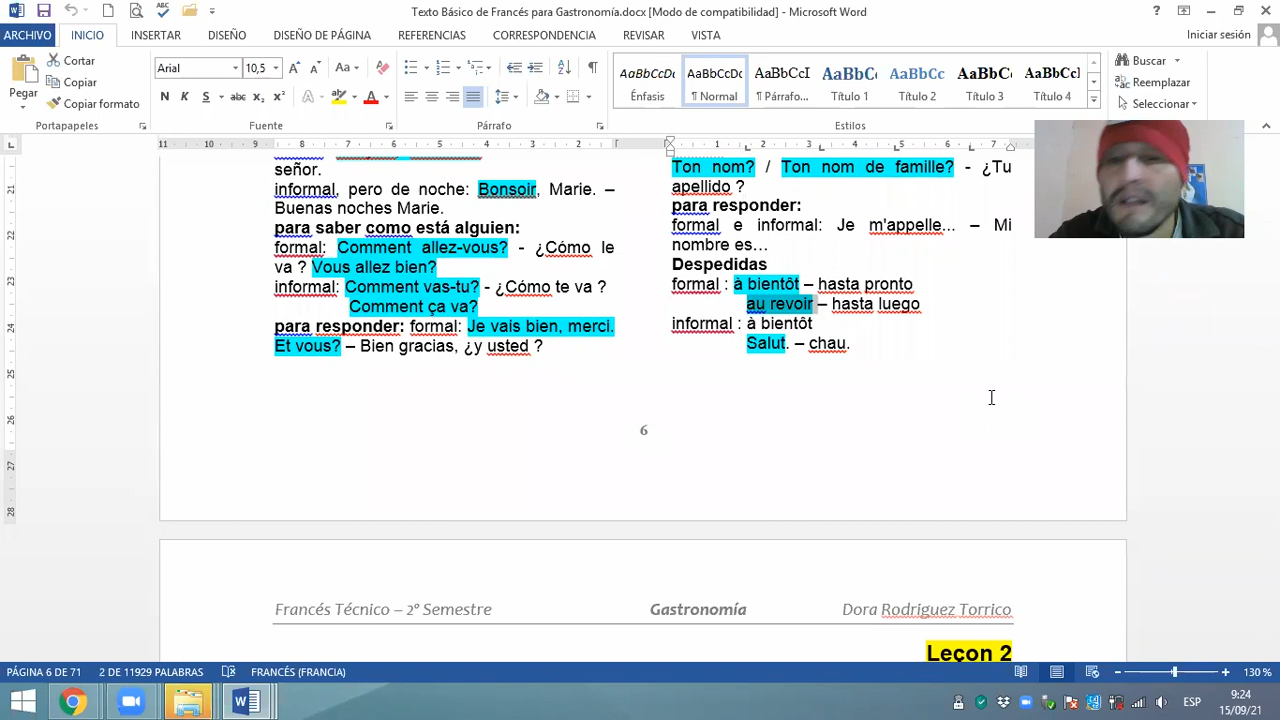 Texto Básico de Francés para Gastronomía.docx [Modo de compatibilidad] - Microsoft Word
ARCHIVO INICIO INSERTAR DISEÑO DISEÑO DE PÁGINA REFERENCIAS CORRESPONDENCIA REVISAR VISTA Iniciar sesión
Pegar
Cortar
Copiar
Copiar formato
Portapapeles
Arial 10,5
N K S abc x₂ x²
Fuente
Párrafo
AaBbCcDc Énfasis
AaBbCcDc ¶ Normal
AaBbCcI ¶ Párrafo...
AaBbC Título 1
AaBbCc Título 2
AaBbCc Título 3
AaBbCcl Título 4
Estilos
Buscar
Reemplazar
Seleccionar
señor.
informal, pero de noche: Bonsoir, Marie. –
Buenas noches Marie.
para saber como está alguien:
formal: Comment allez-vous? - ¿Cómo le
va ? Vous allez bien?
informal: Comment vas-tu? - ¿Cómo te va ?
Comment ça va?
para responder: formal: Je vais bien, merci.
Et vous? – Bien gracias, ¿y usted ?
Ton nom? / Ton nom de famille? - ¿Tu
apellido ?
para responder:
formal e informal: Je m'appelle... – Mi
nombre es…
Despedidas
formal : à bientôt – hasta pronto
au revoir – hasta luego
informal : à bientôt
Salut. – chau.
6
Francés Técnico – 2º Semestre Gastronomía Dora Rodriguez Torrico
Leçon 2
PÁGINA 6 DE 71 2 DE 11929 PALABRAS FRANCÉS (FRANCIA) 130 %
ESP
9:24
15/09/21